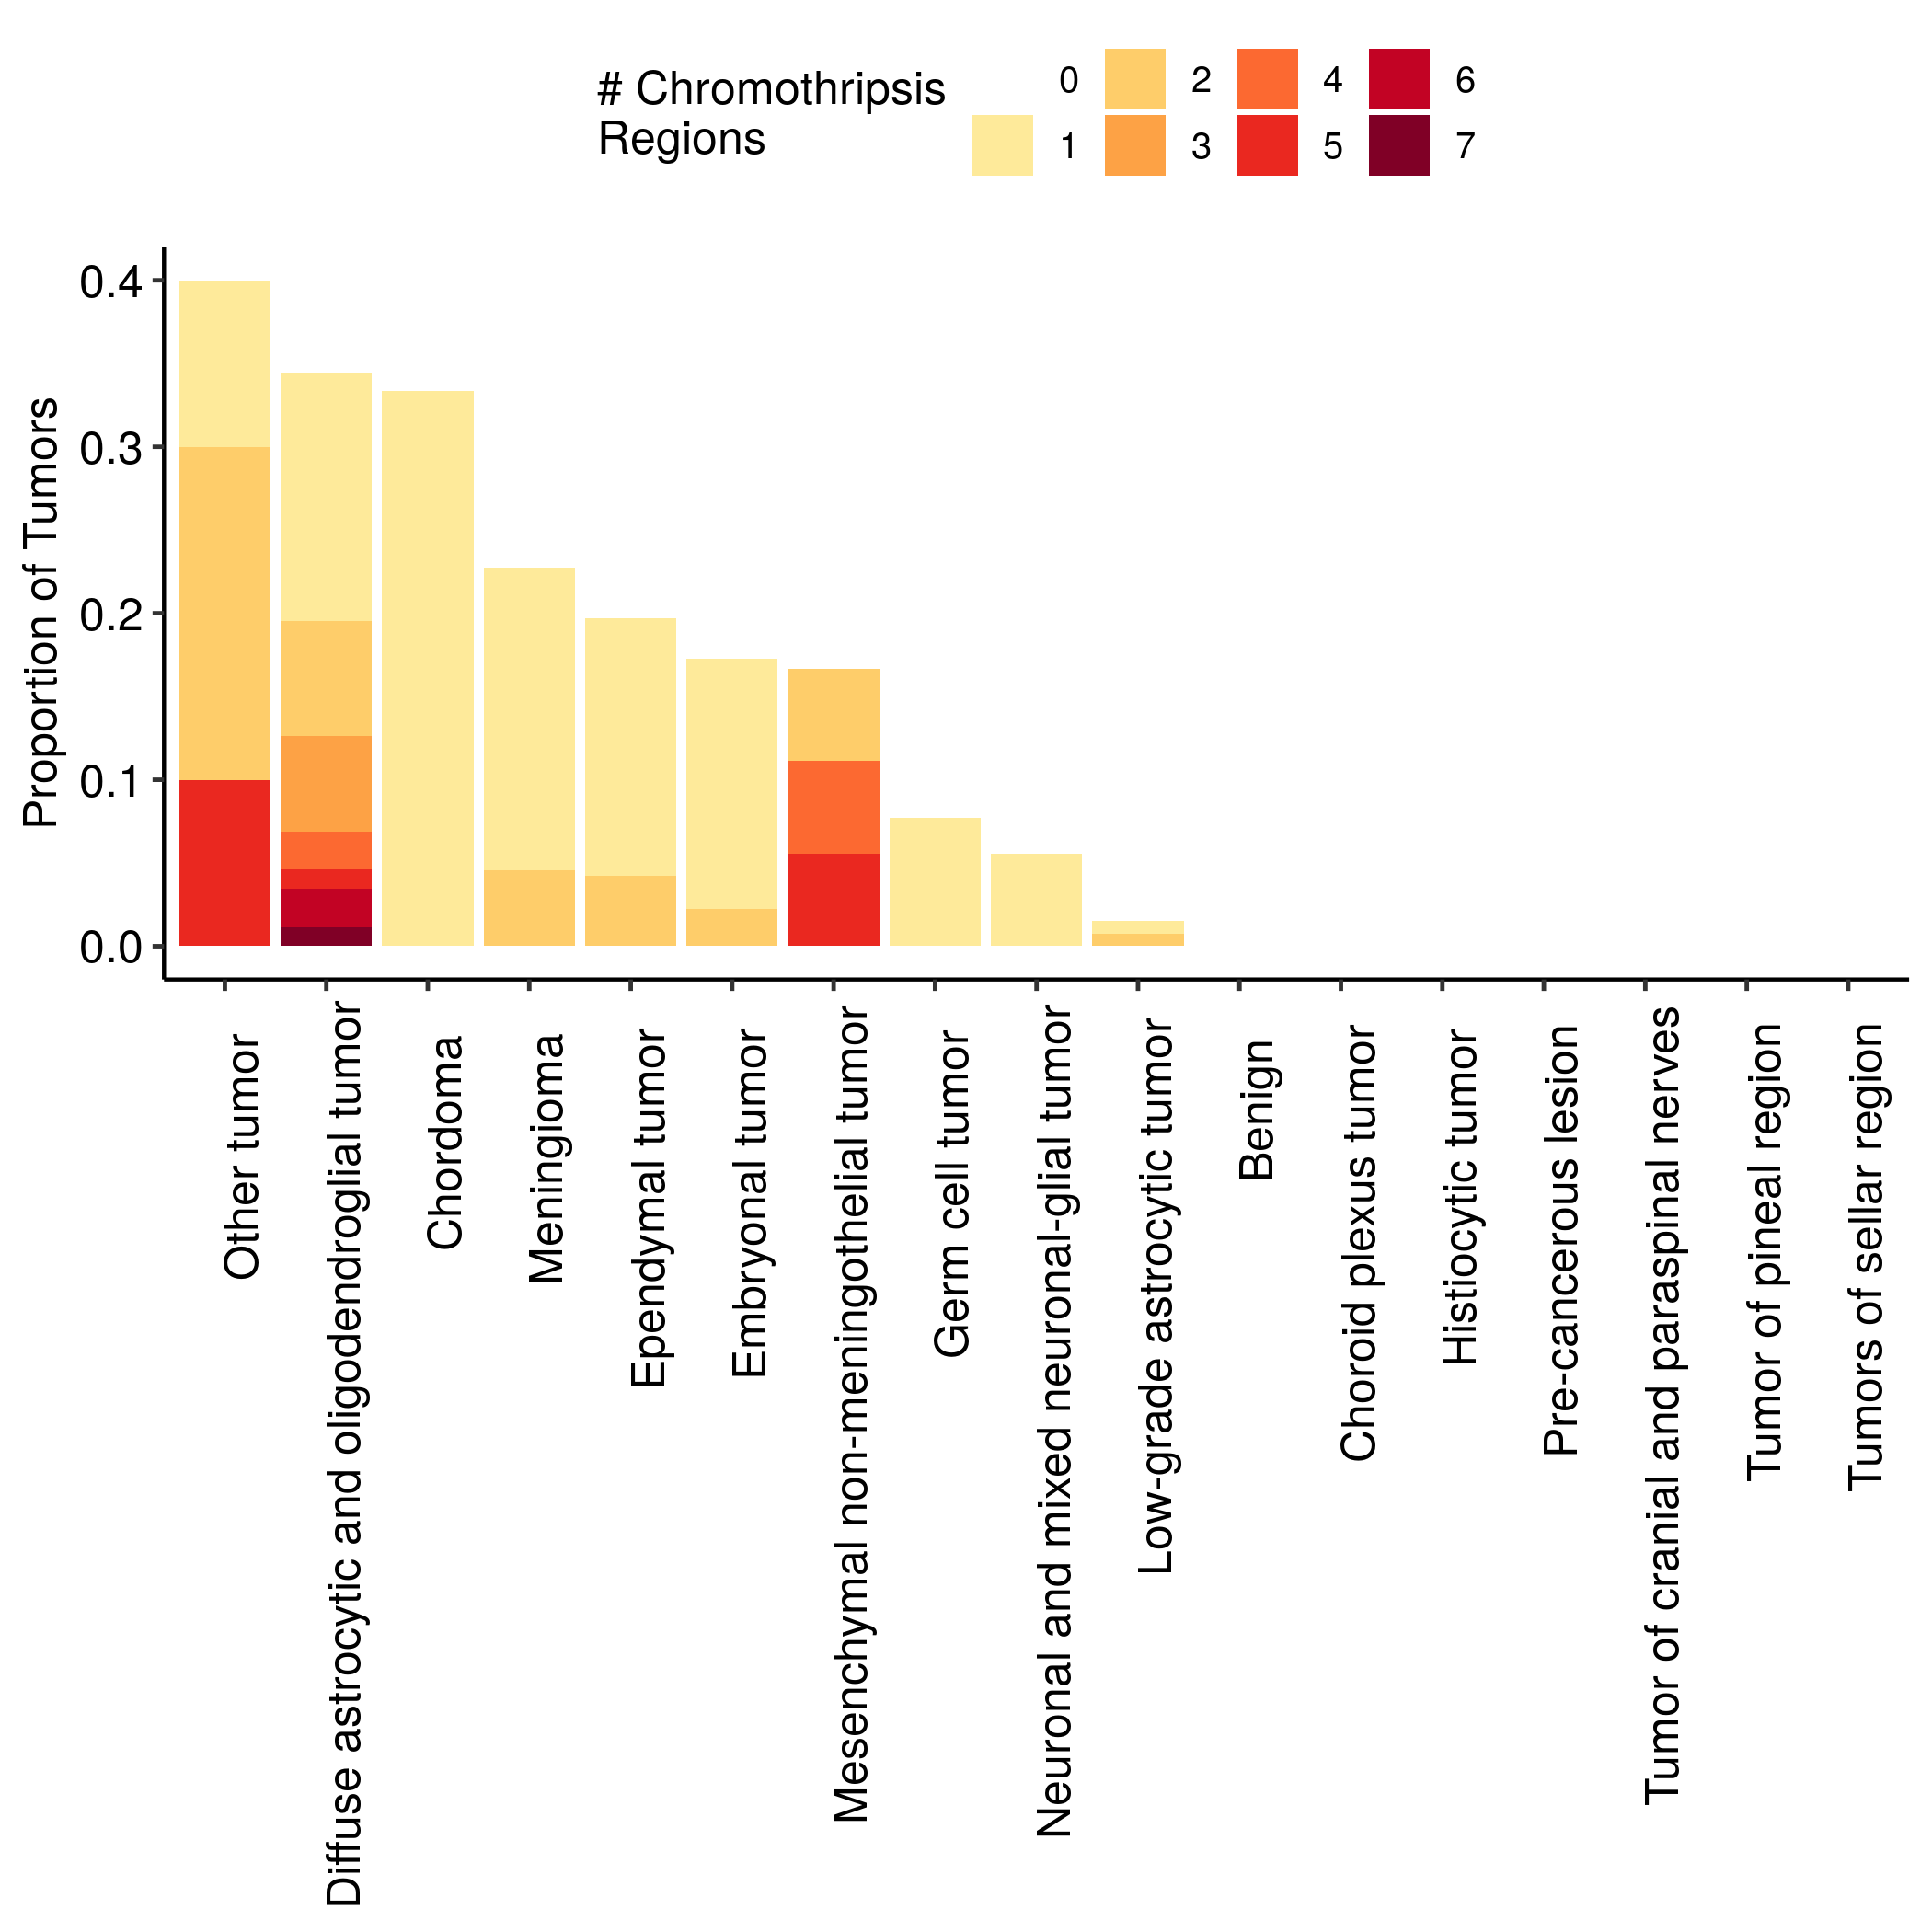 # Chromothripsis
Regions
0 2 4 6
1 3 5 7
Proportion of Tumors
0.4
0.3
0.2
0.1
0.0
Other tumor
Diffuse astrocytic and oligodendroglial tumor
Chordoma
Meningioma
Ependymal tumor
Embryonal tumor
Mesenchymal non-meningothelial tumor
Germ cell tumor
Neuronal and mixed neuronal-glial tumor
Low-grade astrocytic tumor
Benign
Choroid plexus tumor
Histiocytic tumor
Pre-cancerous lesion
Tumor of cranial and paraspinal nerves
Tumor of pineal region
Tumors of sellar region